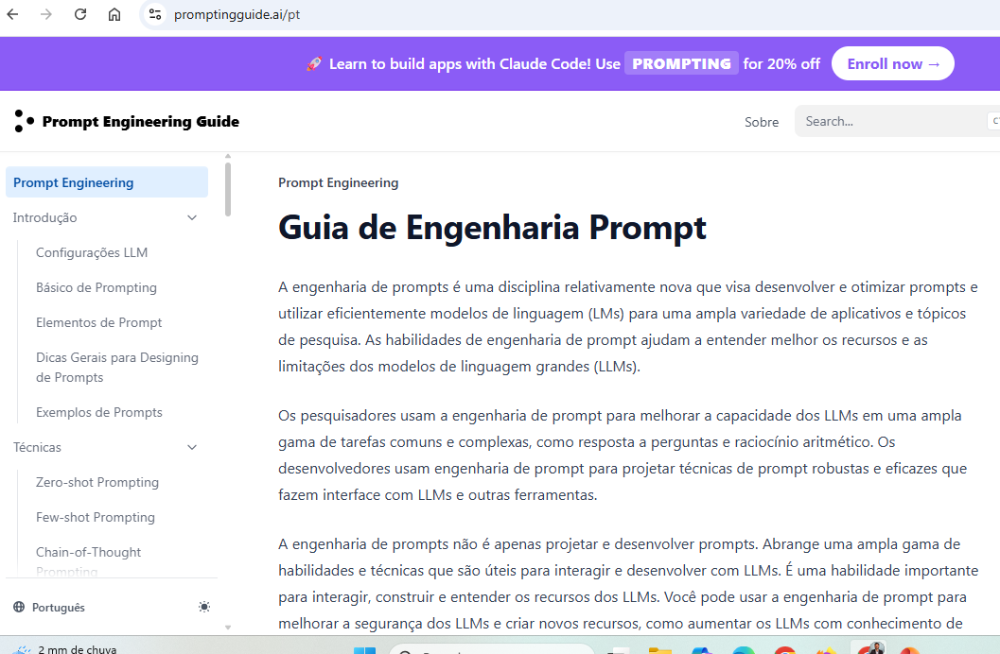 promptingguide.ai/pt
🚀 Learn to build apps with Claude Code! Use PROMPTING for 20% off
Enroll now →
Prompt Engineering Guide
Sobre
Search...
Prompt Engineering
Introdução
Configurações LLM
Básico de Prompting
Elementos de Prompt
Dicas Gerais para Designing
de Prompts
Exemplos de Prompts
Técnicas
Zero-shot Prompting
Few-shot Prompting
Chain-of-Thought
Prompting
Português
Prompt Engineering
Guia de Engenharia Prompt
A engenharia de prompts é uma disciplina relativamente nova que visa desenvolver e otimizar prompts e
utilizar eficientemente modelos de linguagem (LMs) para uma ampla variedade de aplicativos e tópicos
de pesquisa. As habilidades de engenharia de prompt ajudam a entender melhor os recursos e as
limitações dos modelos de linguagem grandes (LLMs).
Os pesquisadores usam a engenharia de prompt para melhorar a capacidade dos LLMs em uma ampla
gama de tarefas comuns e complexas, como resposta a perguntas e raciocínio aritmético. Os
desenvolvedores usam engenharia de prompt para projetar técnicas de prompt robustas e eficazes que
fazem interface com LLMs e outras ferramentas.
A engenharia de prompts não é apenas projetar e desenvolver prompts. Abrange uma ampla gama de
habilidades e técnicas que são úteis para interagir e desenvolver com LLMs. É uma habilidade importante
para interagir, construir e entender os recursos dos LLMs. Você pode usar a engenharia de prompt para
melhorar a segurança dos LLMs e criar novos recursos, como aumentar os LLMs com conhecimento de
2 mm de chuva